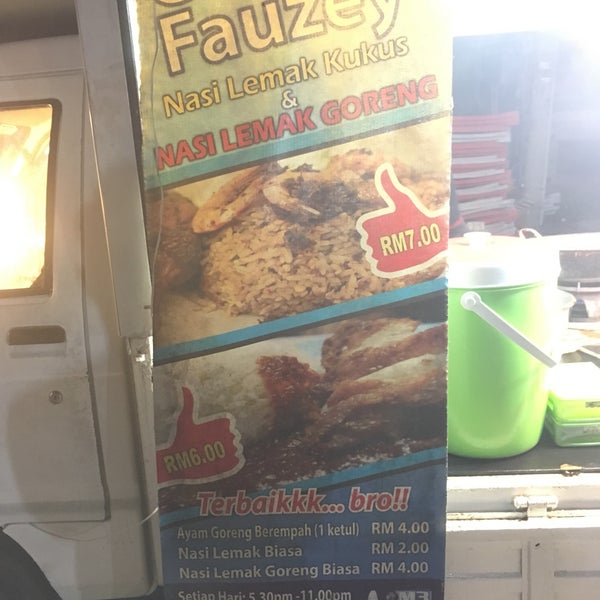 Fauzey
Nasi Lemak Kukus
&
NASI LEMAK GORENG
RM7.00
RM6.00
Terbaikkk... bro!!
Ayam Goreng Berempah (1 ketul) RM 4.00
Nasi Lemak Biasa RM 2.00
Nasi Lemak Goreng Biasa RM 4.00
Setiap Hari: 5.30pm -11.00pm